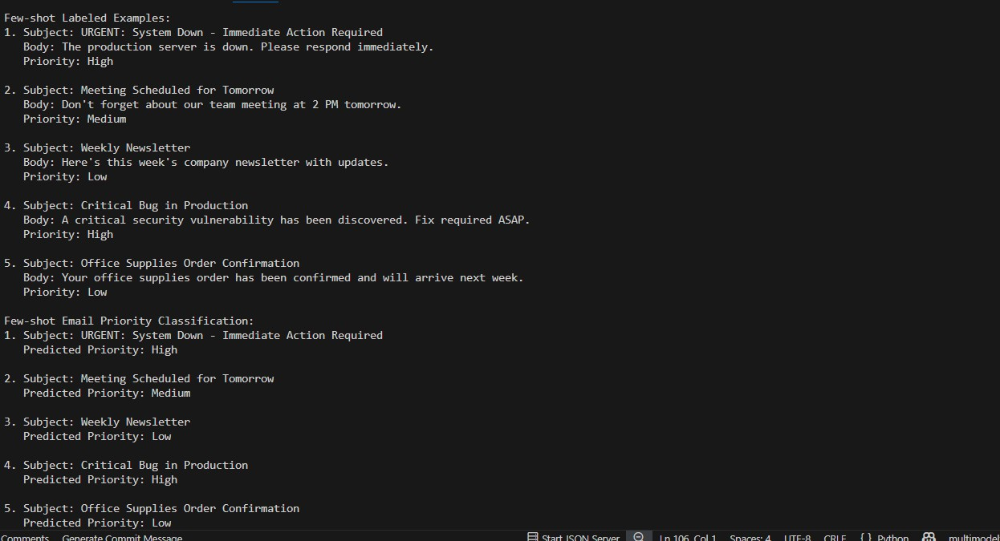 Few-shot Labeled Examples:
1. Subject: URGENT: System Down - Immediate Action Required
Body: The production server is down. Please respond immediately.
Priority: High
2. Subject: Meeting Scheduled for Tomorrow
Body: Don't forget about our team meeting at 2 PM tomorrow.
Priority: Medium
3. Subject: Weekly Newsletter
Body: Here's this week's company newsletter with updates.
Priority: Low
4. Subject: Critical Bug in Production
Body: A critical security vulnerability has been discovered. Fix required ASAP.
Priority: High
5. Subject: Office Supplies Order Confirmation
Body: Your office supplies order has been confirmed and will arrive next week.
Priority: Low
Few-shot Email Priority Classification:
1. Subject: URGENT: System Down - Immediate Action Required
Predicted Priority: High
2. Subject: Meeting Scheduled for Tomorrow
Predicted Priority: Medium
3. Subject: Weekly Newsletter
Predicted Priority: Low
4. Subject: Critical Bug in Production
Predicted Priority: High
5. Subject: Office Supplies Order Confirmation
Predicted Priority: Low
Comments Generate Commit Message Start JSON Server Ln 106, Col 1 Spaces: 4 UTF-8 CRLF { } Python multimodel